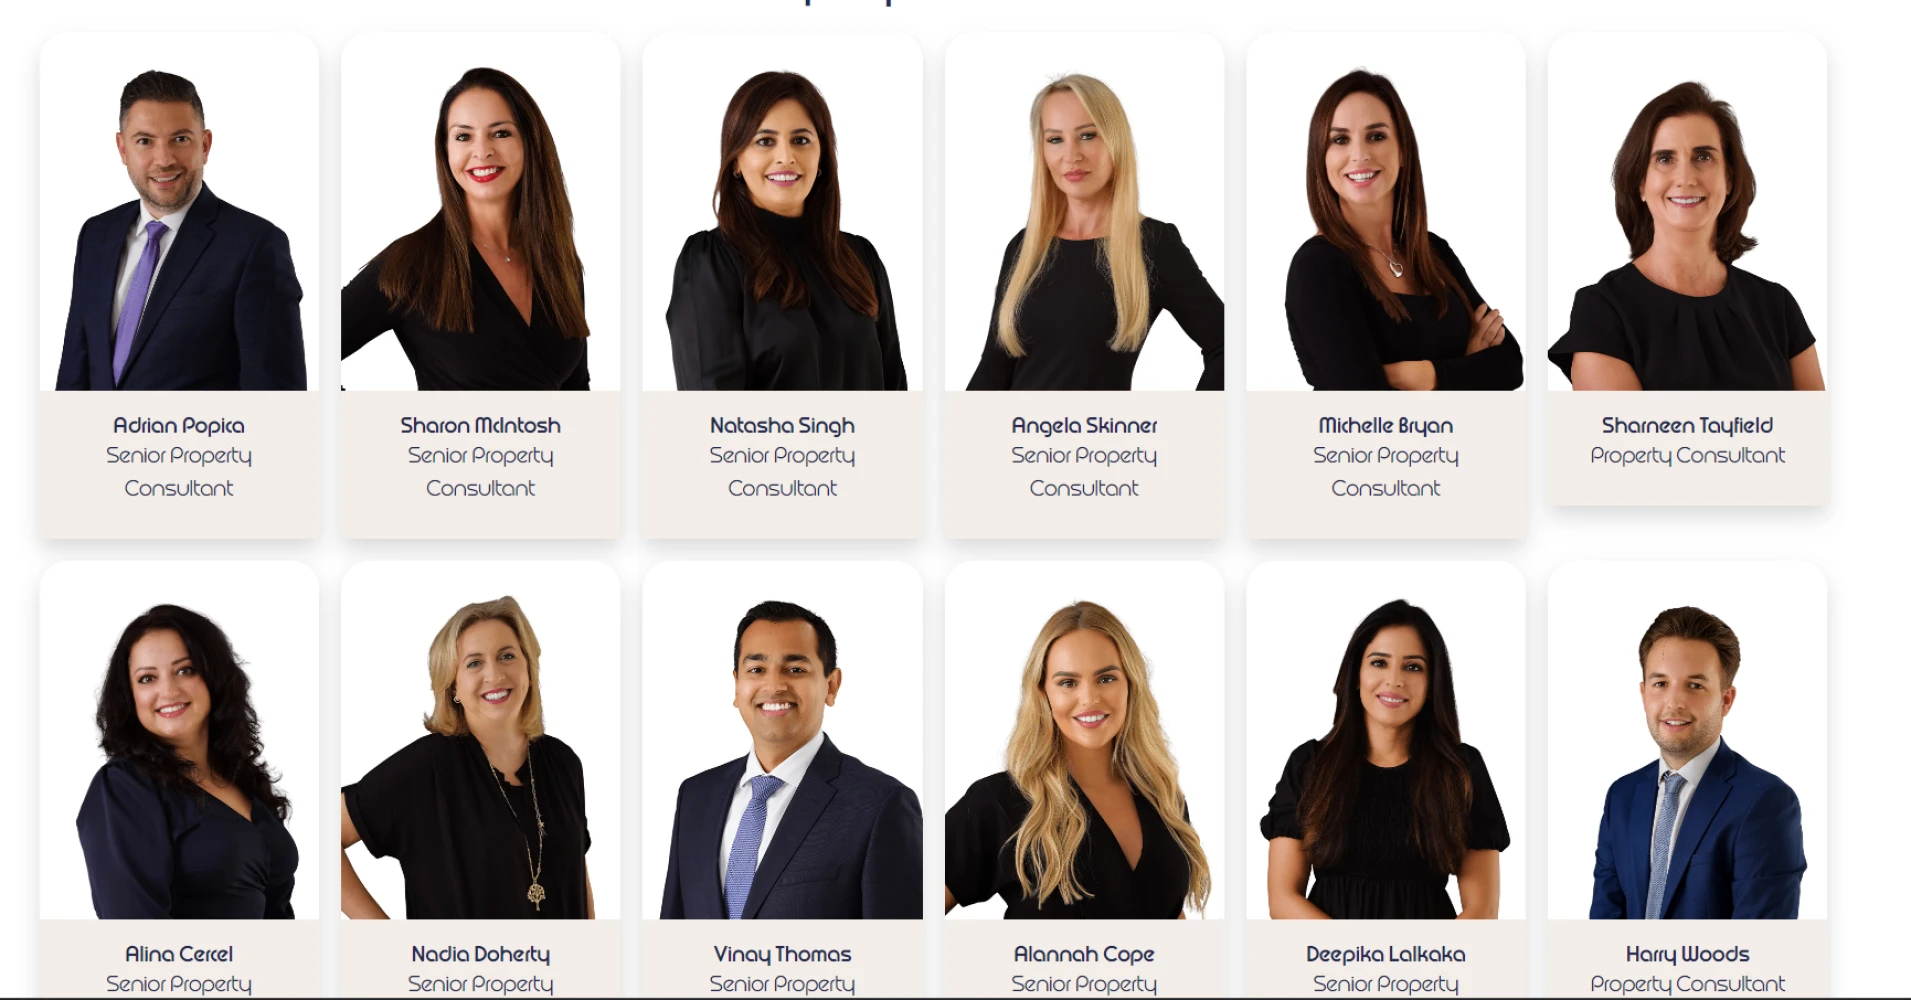 Adrian Popica
Senior Property
Consultant
Sharon McIntosh
Senior Property
Consultant
Natasha Singh
Senior Property
Consultant
Angela Skinner
Senior Property
Consultant
Michelle Bryan
Senior Property
Consultant
Sharneen Tayfield
Property Consultant
Alina Cercel
Senior Property
Nadia Doherty
Senior Property
Vinay Thomas
Senior Property
Alannah Cope
Senior Property
Deepika Lalkaka
Senior Property
Harry Woods
Property Consultant